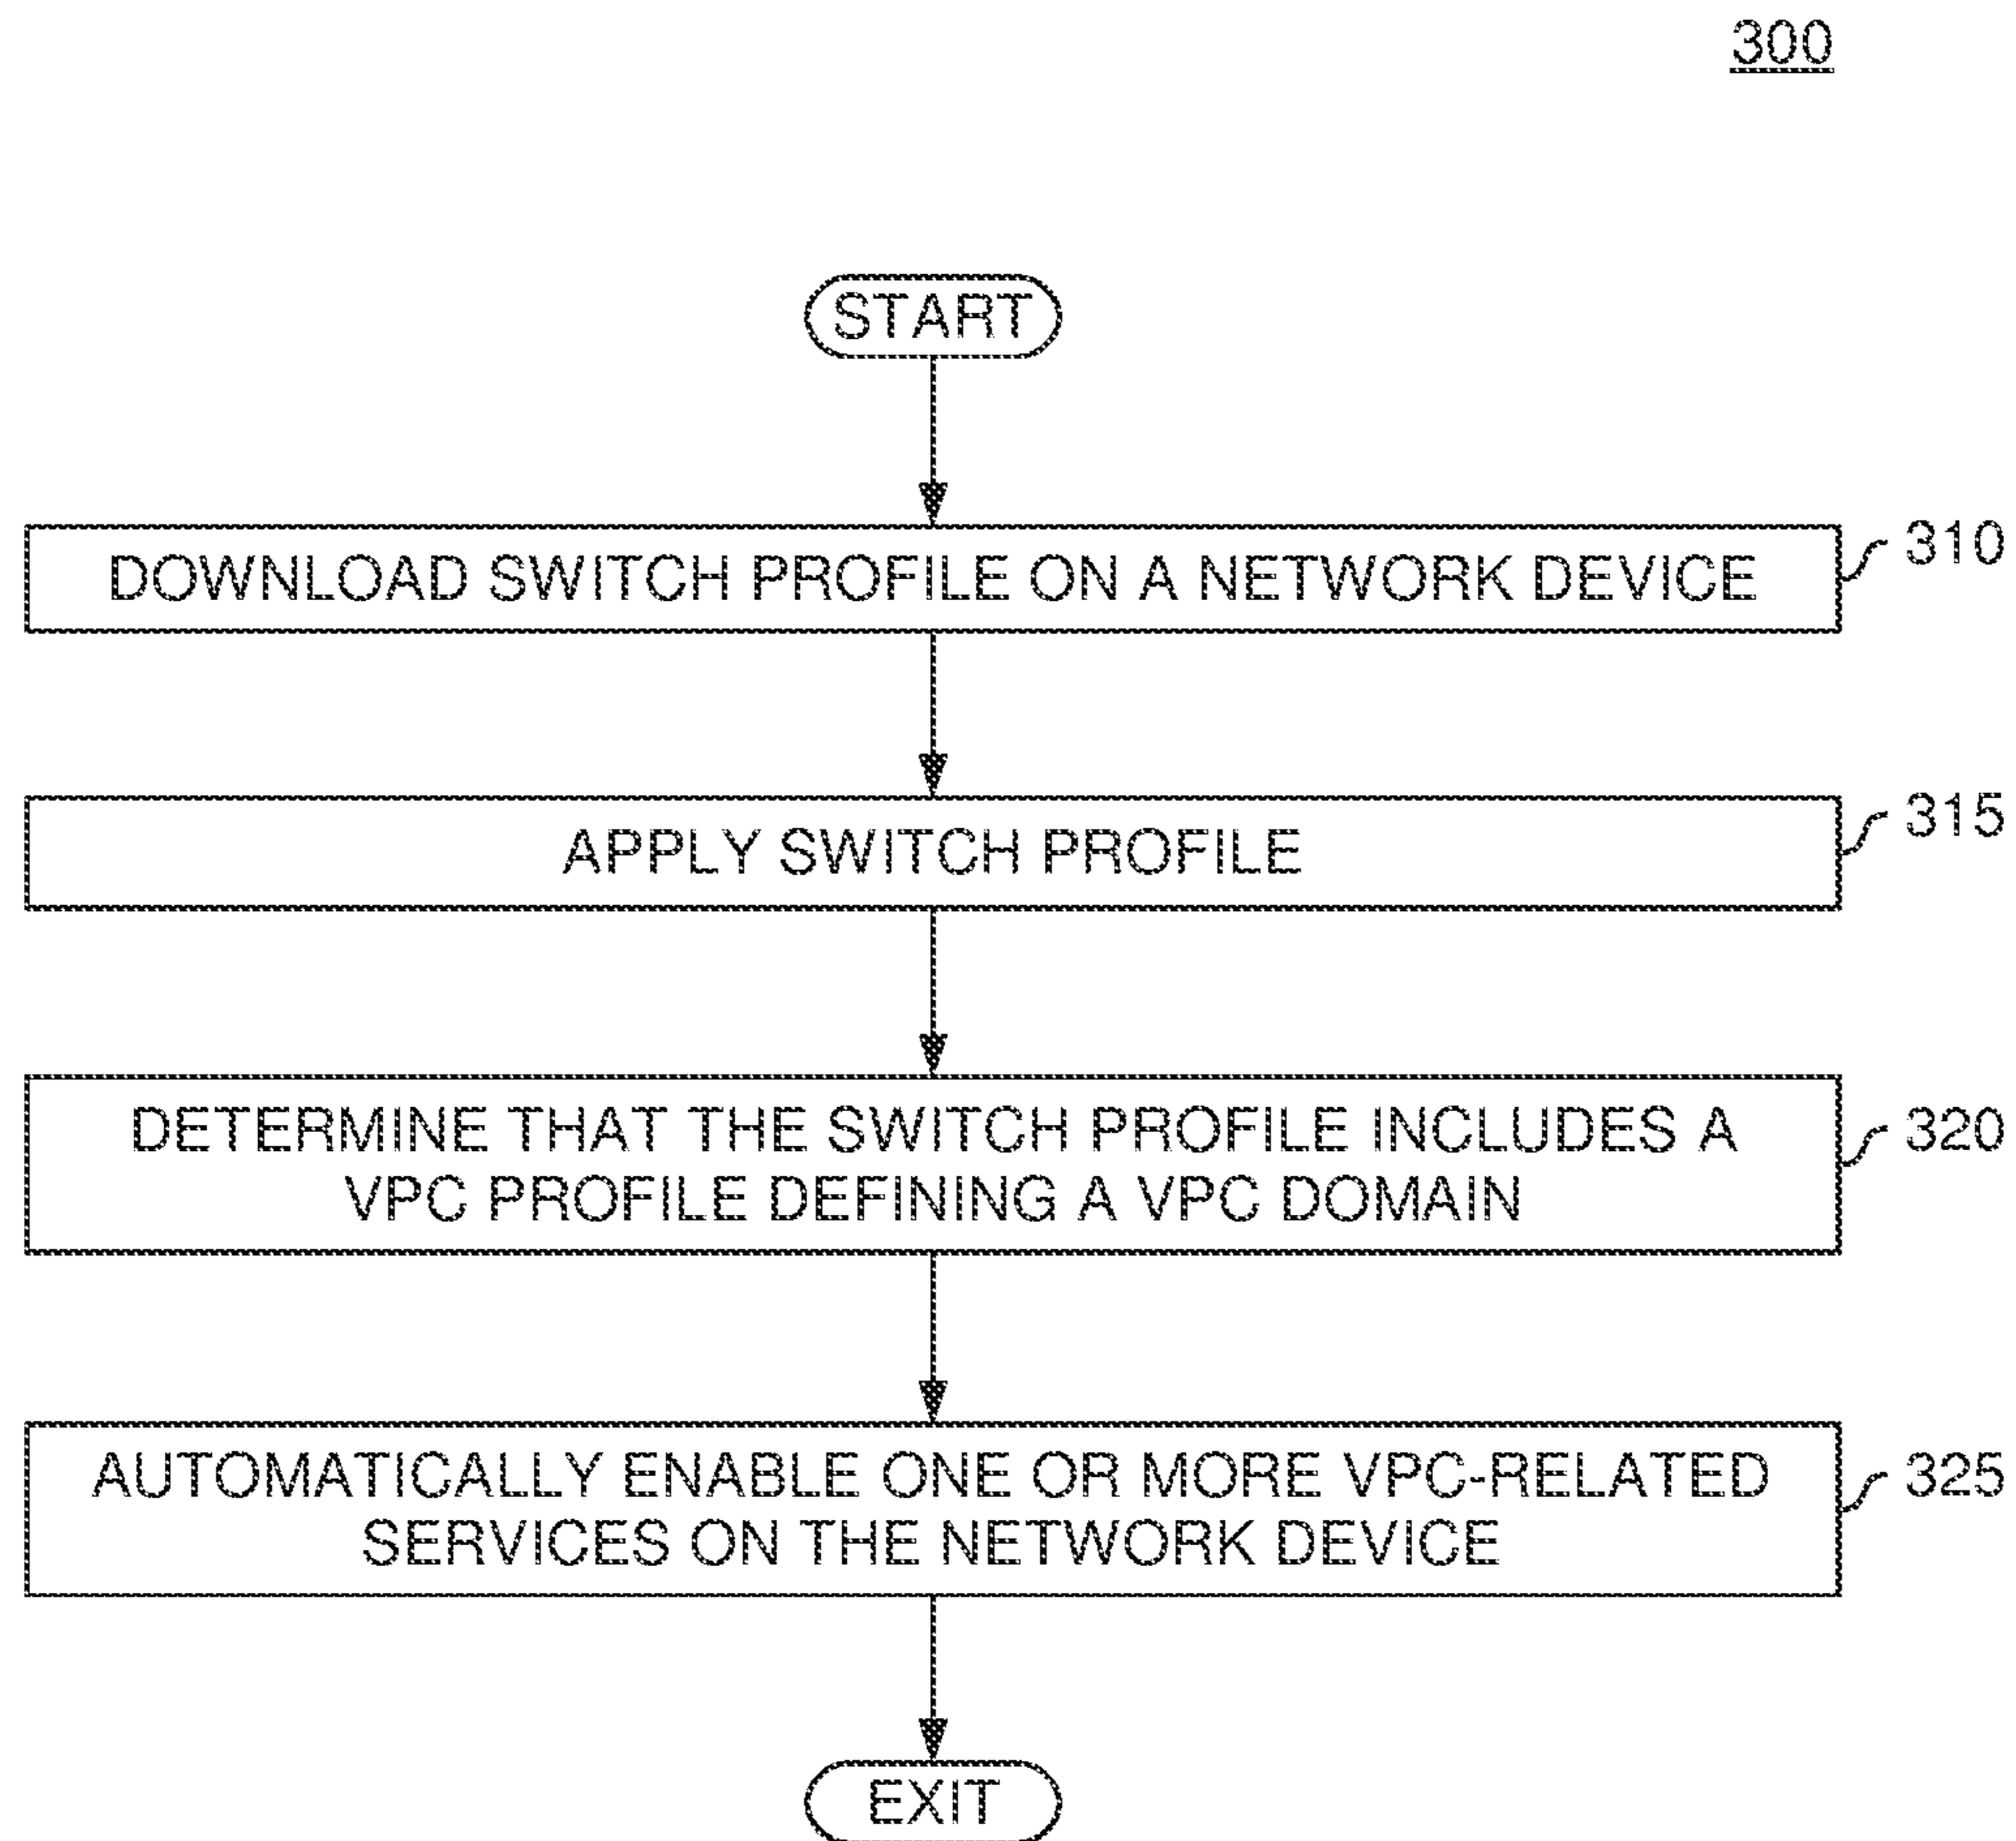 300
START
DOWNLOAD SWITCH PROFILE ON A NETWORK DEVICE
310
APPLY SWITCH PROFILE
315
DETERMINE THAT THE SWITCH PROFILE INCLUDES A
VPC PROFILE DEFINING A VPC DOMAIN
320
AUTOMATICALLY ENABLE ONE OR MORE VPC-RELATED
SERVICES ON THE NETWORK DEVICE
325
EXIT